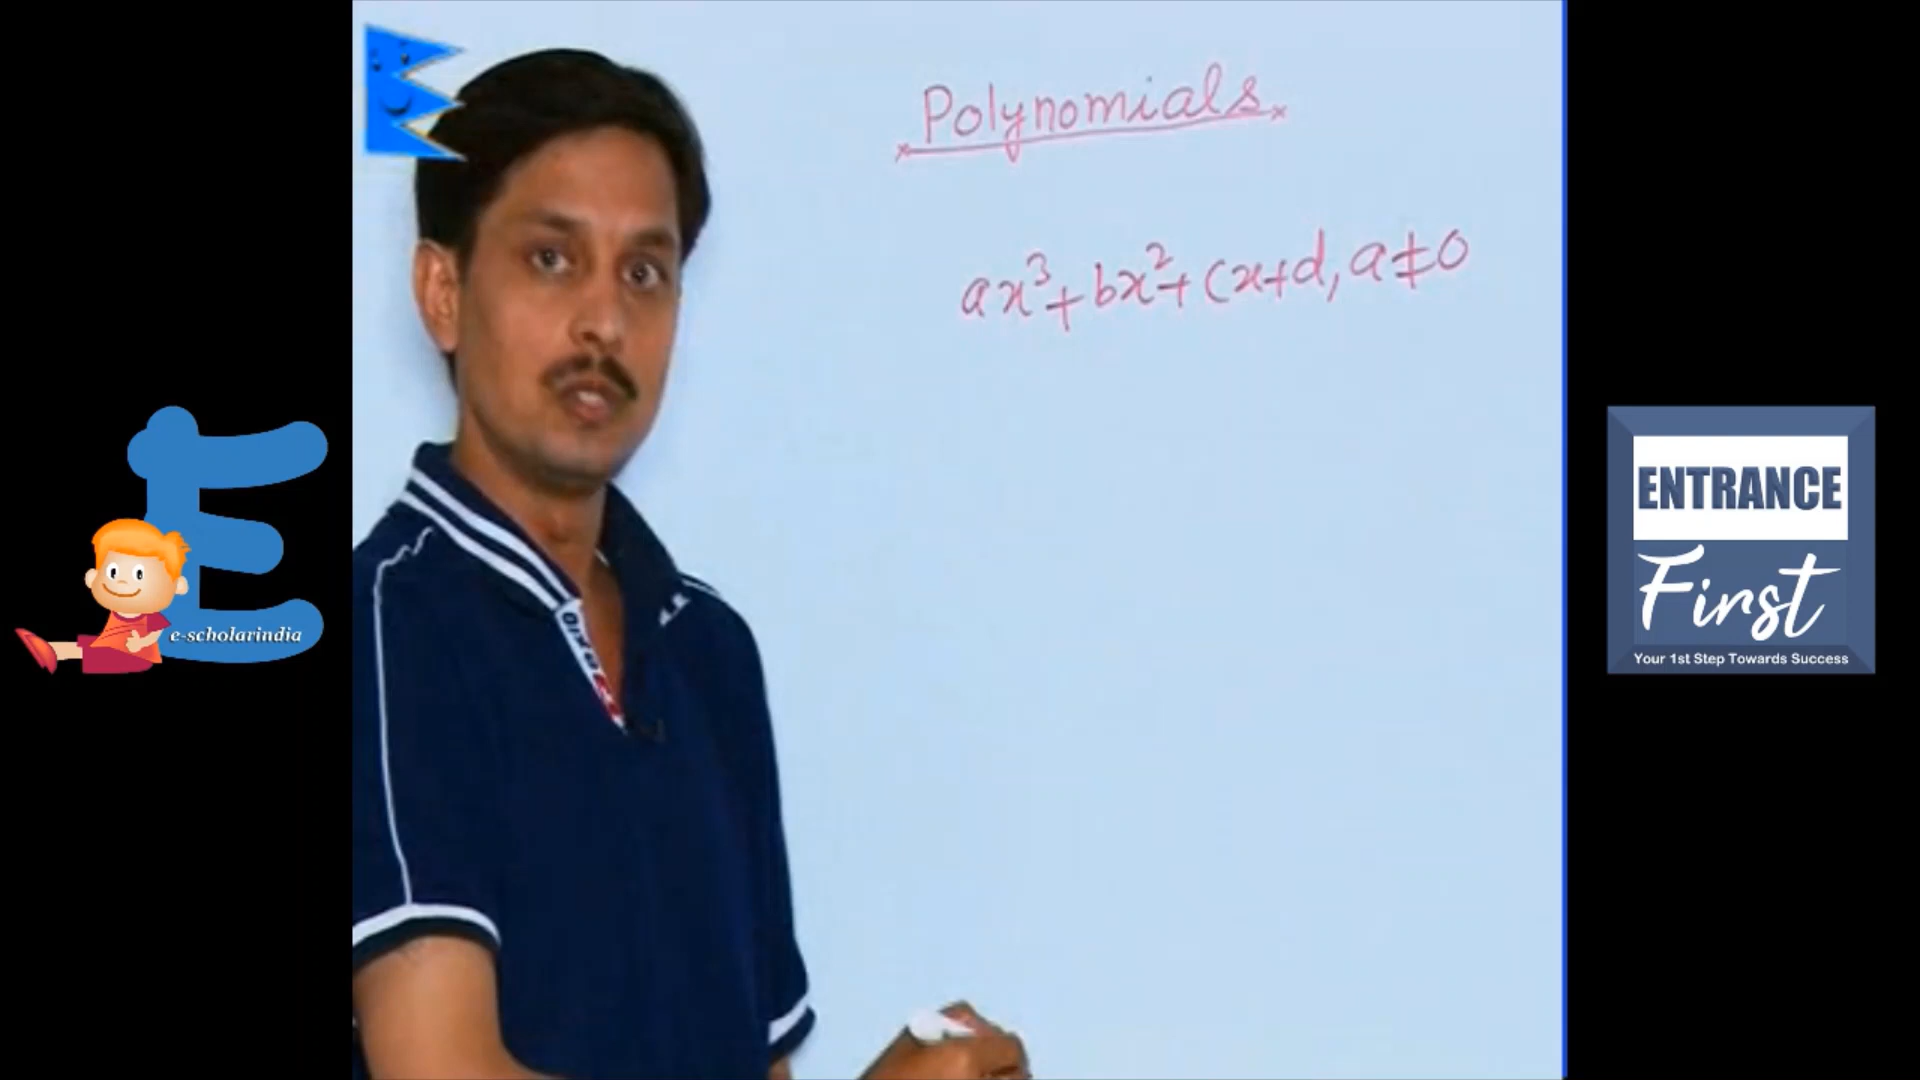 Polynomials
ax³+bx²+cx+d, a≠0
e-scholarindia
ENTRANCE
First
Your 1st Step Towards Success